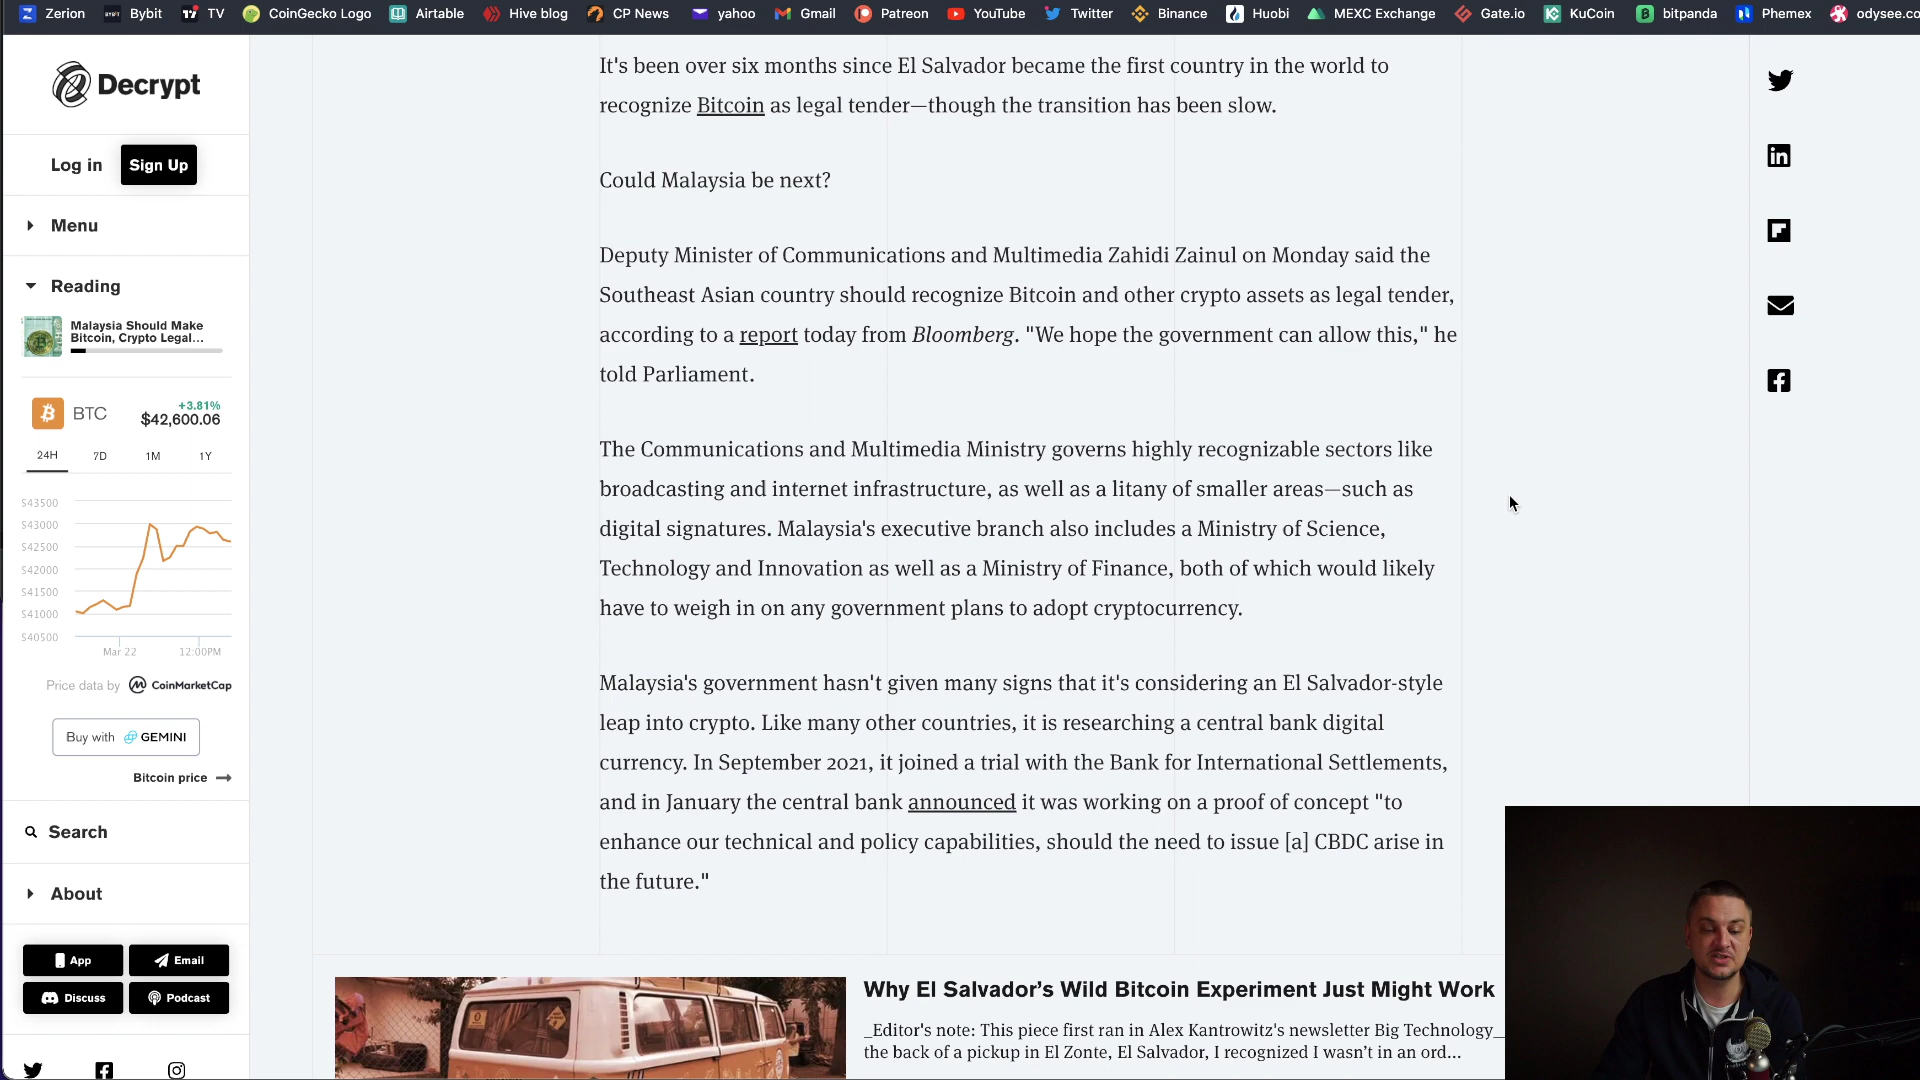 Zerion Bybit TV CoinGecko Logo Airtable Hive blog CP News yahoo Gmail Patreon YouTube Twitter Binance Huobi MEXC Exchange Gate.io KuCoin bitpanda Phemex odysee.co
Decrypt
Log in Sign Up
Menu
Reading
Malaysia Should Make
Bitcoin, Crypto Legal...
BTC
+3.81%
$42,600.06
24H 7D 1M 1Y
$43500
$43000
$42500
$42000
$41500
$41000
$40500
Mar 22 12:00PM
Price data by CoinMarketCap
Buy with GEMINI
Bitcoin price
Search
About
App Email
Discuss Podcast
It's been over six months since El Salvador became the first country in the world to
recognize Bitcoin as legal tender—though the transition has been slow.
Could Malaysia be next?
Deputy Minister of Communications and Multimedia Zahidi Zainul on Monday said the
Southeast Asian country should recognize Bitcoin and other crypto assets as legal tender,
according to a report today from Bloomberg. "We hope the government can allow this," he
told Parliament.
The Communications and Multimedia Ministry governs highly recognizable sectors like
broadcasting and internet infrastructure, as well as a litany of smaller areas—such as
digital signatures. Malaysia's executive branch also includes a Ministry of Science,
Technology and Innovation as well as a Ministry of Finance, both of which would likely
have to weigh in on any government plans to adopt cryptocurrency.
Malaysia's government hasn't given many signs that it's considering an El Salvador-style
leap into crypto. Like many other countries, it is researching a central bank digital
currency. In September 2021, it joined a trial with the Bank for International Settlements,
and in January the central bank announced it was working on a proof of concept "to
enhance our technical and policy capabilities, should the need to issue [a] CBDC arise in
the future."
Why El Salvador’s Wild Bitcoin Experiment Just Might Work
_Editor's note: This piece first ran in Alex Kantrowitz's newsletter Big Technology_
the back of a pickup in El Zonte, El Salvador, I recognized I wasn’t in an ord...